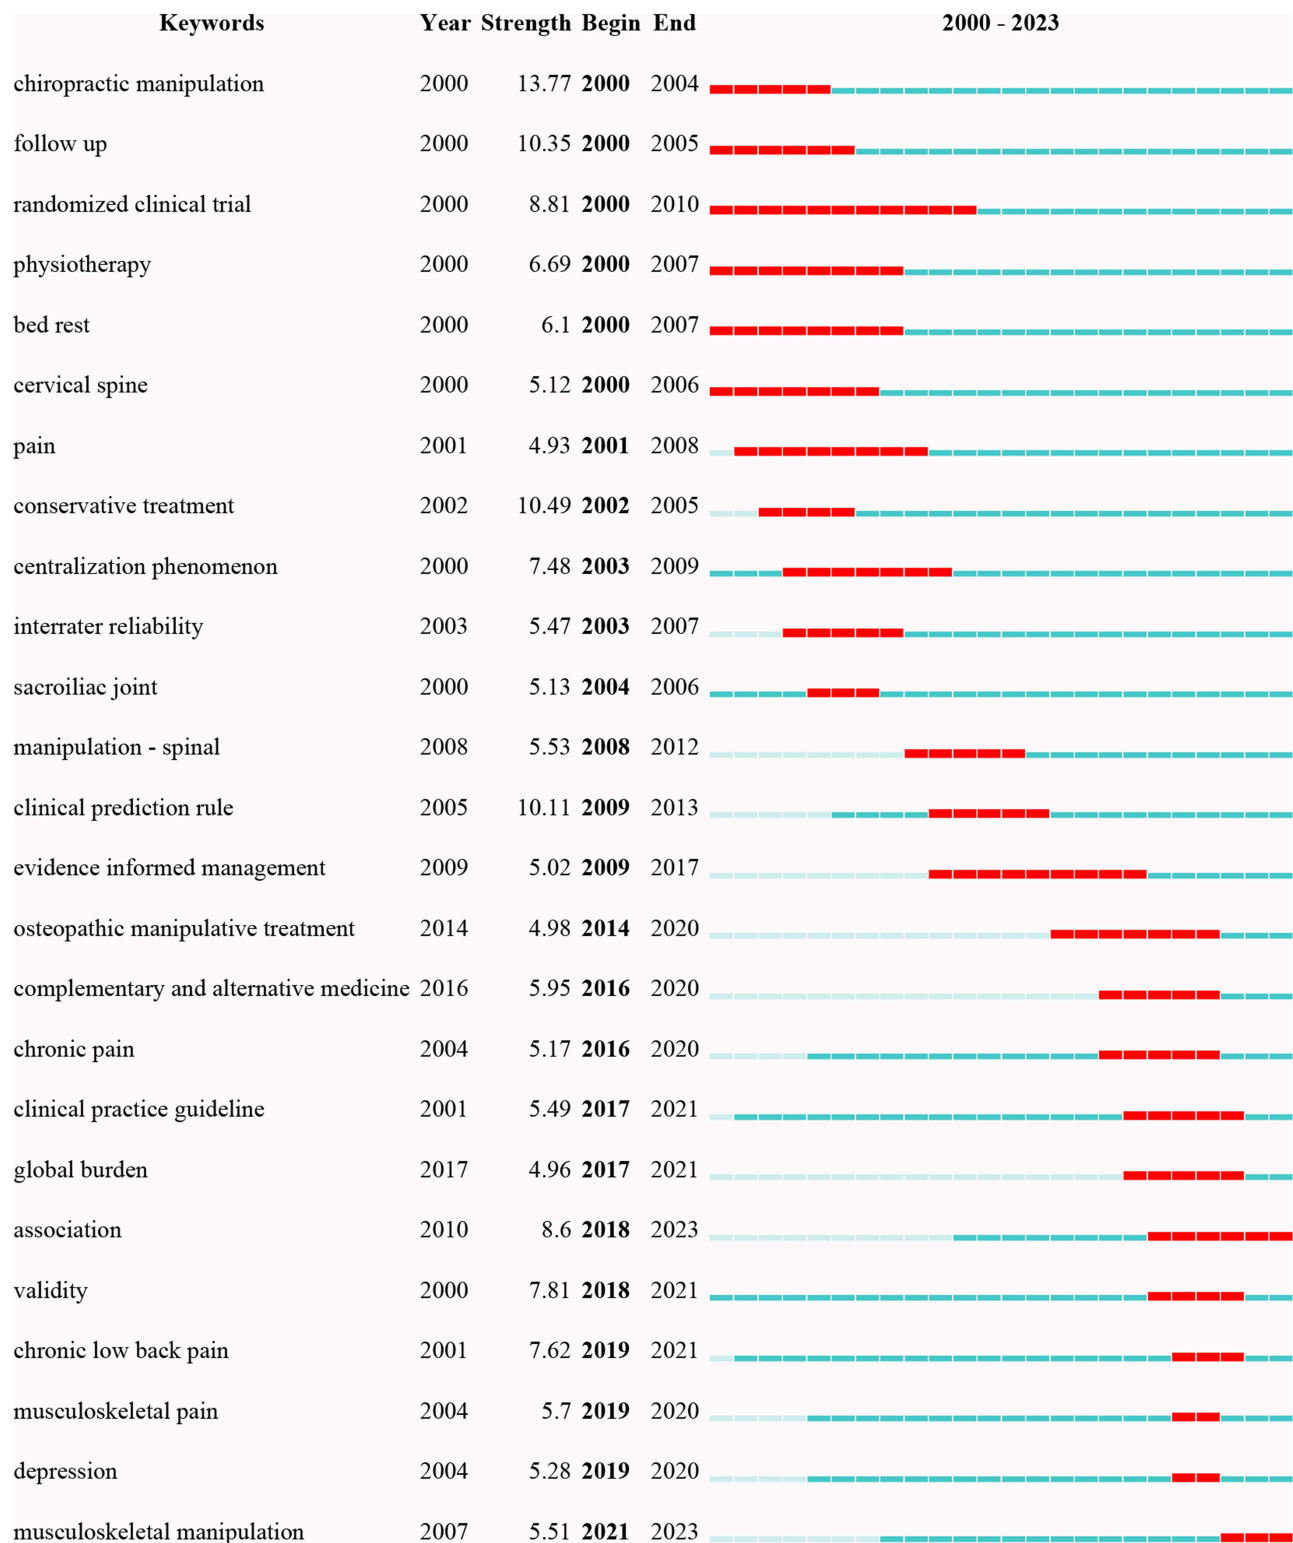 Keywords Year Strength Begin End 2000 - 2023
chiropractic manipulation 2000 13.77 2000 2004
follow up 2000 10.35 2000 2005
randomized clinical trial 2000 8.81 2000 2010
physiotherapy 2000 6.69 2000 2007
bed rest 2000 6.1 2000 2007
cervical spine 2000 5.12 2000 2006
pain 2001 4.93 2001 2008
conservative treatment 2002 10.49 2002 2005
centralization phenomenon 2000 7.48 2003 2009
interrater reliability 2003 5.47 2003 2007
sacroiliac joint 2000 5.13 2004 2006
manipulation - spinal 2008 5.53 2008 2012
clinical prediction rule 2005 10.11 2009 2013
evidence informed management 2009 5.02 2009 2017
osteopathic manipulative treatment 2014 4.98 2014 2020
complementary and alternative medicine 2016 5.95 2016 2020
chronic pain 2004 5.17 2016 2020
clinical practice guideline 2001 5.49 2017 2021
global burden 2017 4.96 2017 2021
association 2010 8.6 2018 2023
validity 2000 7.81 2018 2021
chronic low back pain 2001 7.62 2019 2021
musculoskeletal pain 2004 5.7 2019 2020
depression 2004 5.28 2019 2020
musculoskeletal manipulation 2007 5.51 2021 2023